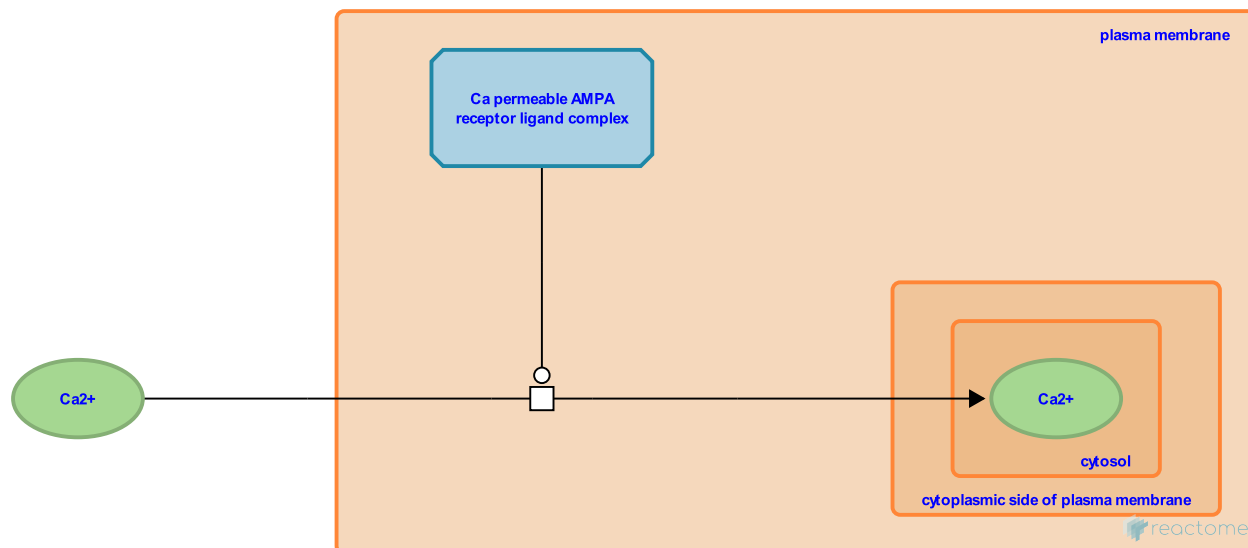 plasma membrane
Ca permeable AMPA
receptor ligand complex
Ca2+
Ca2+
cytosol
cytoplasmic side of plasma membrane
reactome